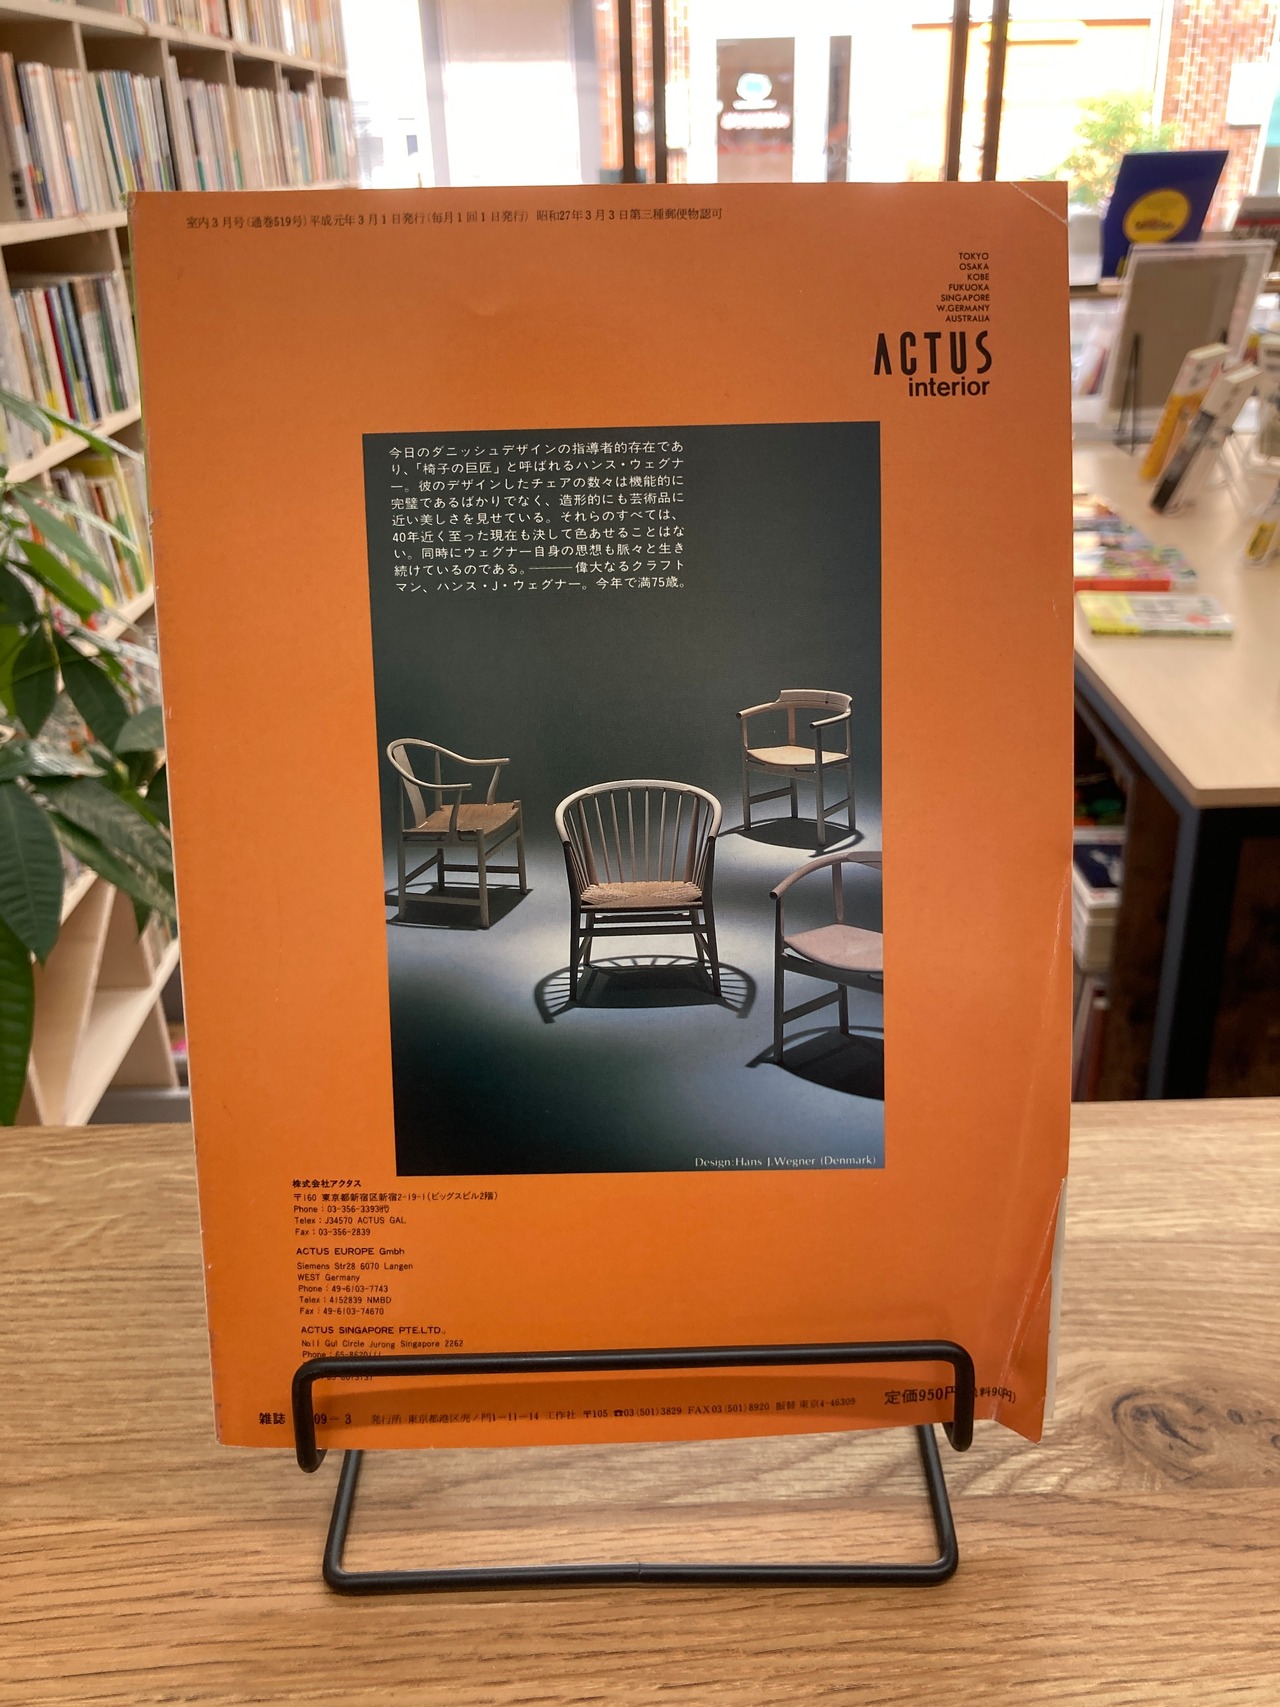 室内3月号(通巻519号)平成元年3月1日発行(毎月1回1日発行) 昭和27年3月3日第三種郵便物認可
TOKYO
OSAKA
KOBE
FUKUOKA
SINGAPORE
W.GERMANY
AUSTRALIA
ACTUS
interior
今日のダニッシュデザインの指導者的存在であ
り、「椅子の巨匠」と呼ばれるハンス・ウェグナ
ー。彼のデザインしたチェアの数々は機能的に
完璧であるばかりでなく、造形的にも芸術品に
近い美しさを見せている。それらのすべては、
40年近く至った現在も決して色あせることはな
い。同時にウェグナー自身の思想も脈々と生き
続けているのである。———偉大なるクラフト
マン、ハンス・J・ウェグナー。今年で満75歳。
Design:Hans J.Wegner (Denmark)
株式会社アクタス
〒160 東京都新宿区新宿2-19-1(ビッグスビル2階)
Phone:03-356-3393㈹
Telex:J34570 ACTUS GAL
Fax:03-356-2839
ACTUS EUROPE Gmbh
Siemens Str28 6070 Langen
WEST Germany
Phone:49-6103-7743
Telex:4152839 NMBD
Fax:49-6103-74670
ACTUS SINGAPORE PTE.LTD.,
No11 Gul Circle Jurong Singapore 2262
Phone:65-8620111
定価950円
雑誌 09-3 発行所 東京都港区虎ノ門1-11-14 工作社 〒105 ☎03(501)3829 FAX03(501)8920 振替 東京4-46309